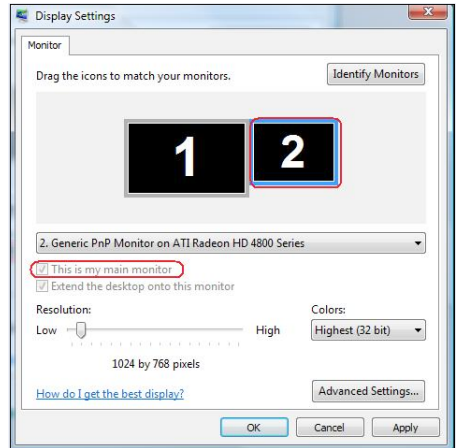 Display Settings
Monitor
Drag the icons to match your monitors.
Identify Monitors
1
2
2. Generic PnP Monitor on ATI Radeon HD 4800 Series
This is my main monitor
Extend the desktop onto this monitor
Resolution:
Colors:
Low
High
Highest (32 bit)
1024 by 768 pixels
How do I get the best display?
Advanced Settings...
OK
Cancel
Apply